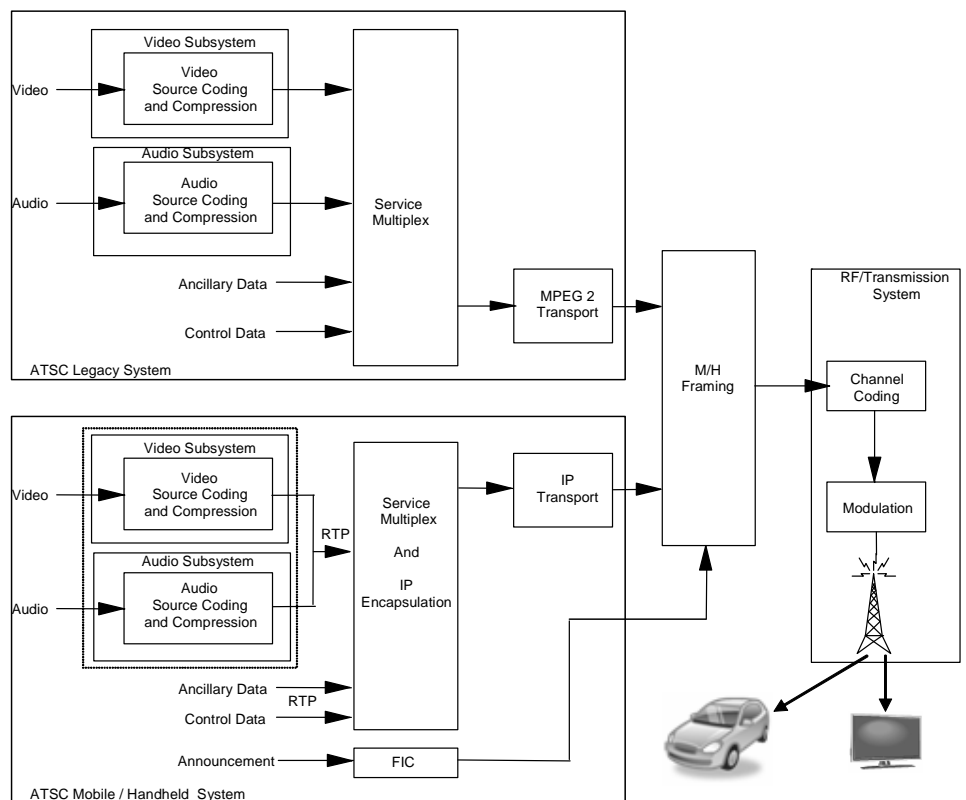 Video Subsystem
Video
Video
Source Coding
and Compression
Audio Subsystem
Audio
Audio
Source Coding
and Compression
Service
Multiplex
Ancillary Data
Control Data
MPEG 2
Transport
ATSC Legacy System
M/H
Framing
RF/Transmission
System
Channel
Coding
Modulation
Video Subsystem
Video
Video
Source Coding
and Compression
RTP
Audio Subsystem
Audio
Audio
Source Coding
and Compression
Service
Multiplex
And
IP
Encapsulation
IP
Transport
Ancillary Data
RTP
Control Data
Announcement
FIC
ATSC Mobile / Handheld System